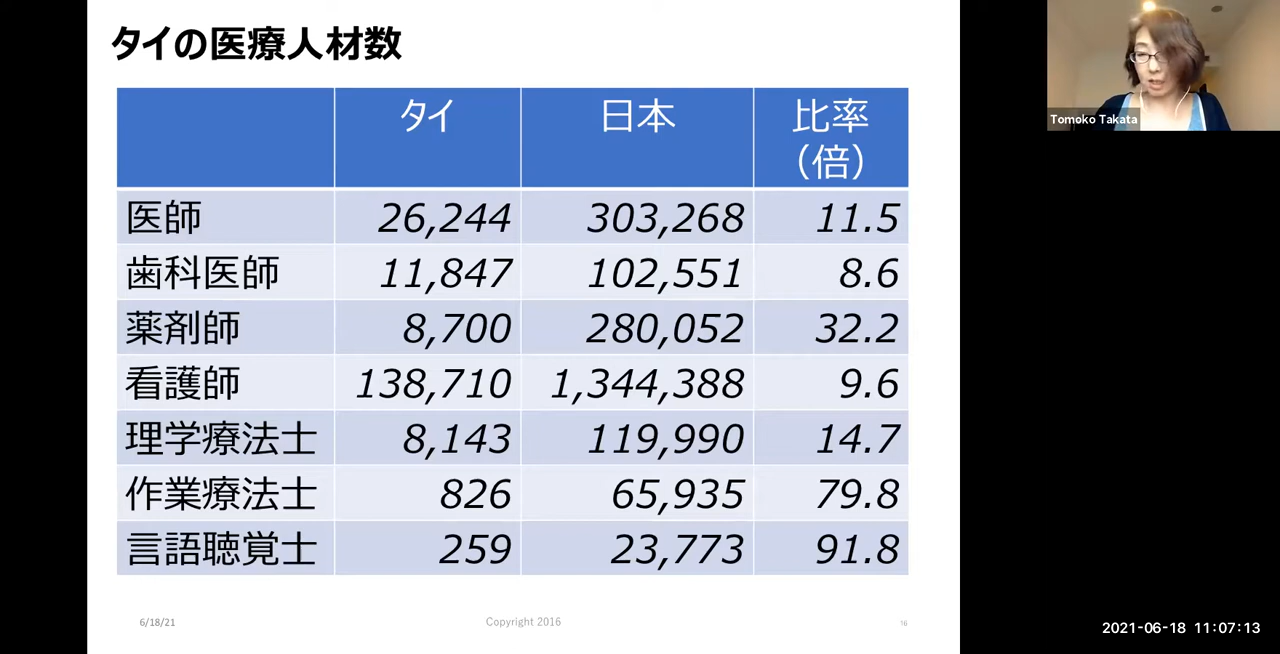 タイの医療人材数
タイ 日本 比率
（倍）
医師 26,244 303,268 11.5
歯科医師 11,847 102,551 8.6
薬剤師 8,700 280,052 32.2
看護師 138,710 1,344,388 9.6
理学療法士 8,143 119,990 14.7
作業療法士 826 65,935 79.8
言語聴覚士 259 23,773 91.8
6/18/21 Copyright 2016 16
Tomoko Takata
2021-06-18 11:07:13